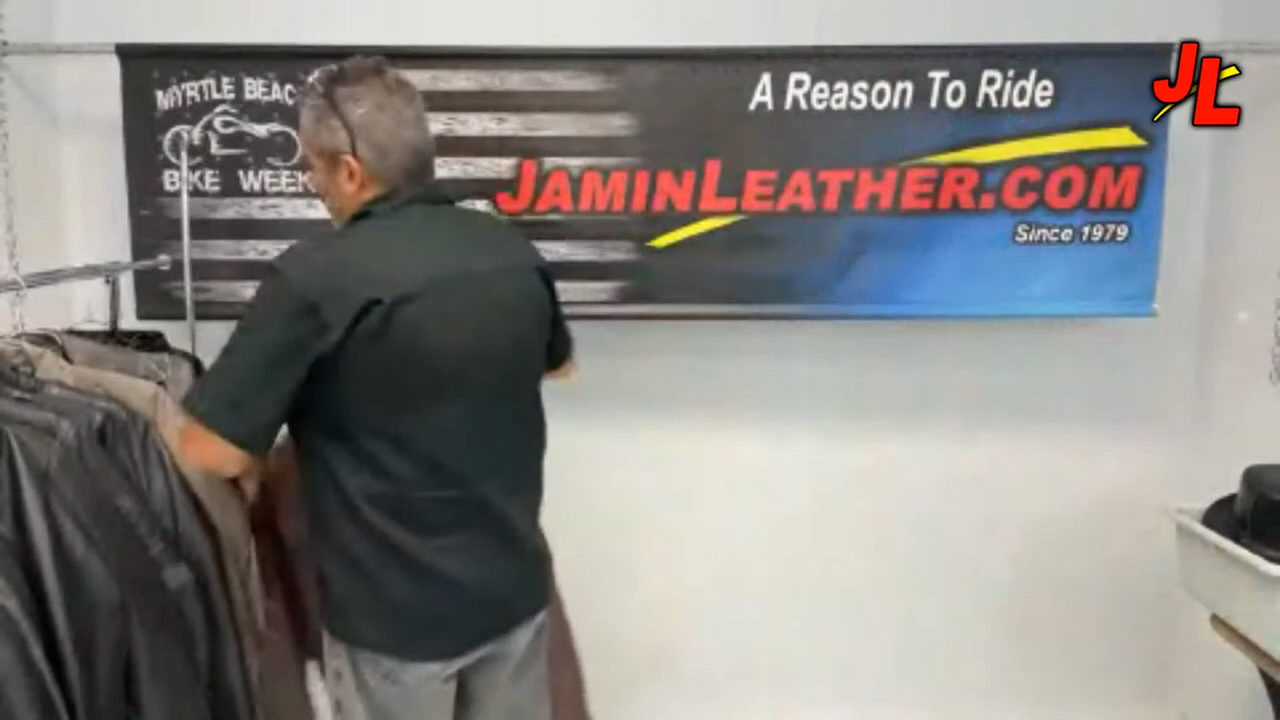 MYRTLE BEAC
BIKE WEEK
A Reason To Ride
JAMINLEATHER.COM
Since 1979
JL